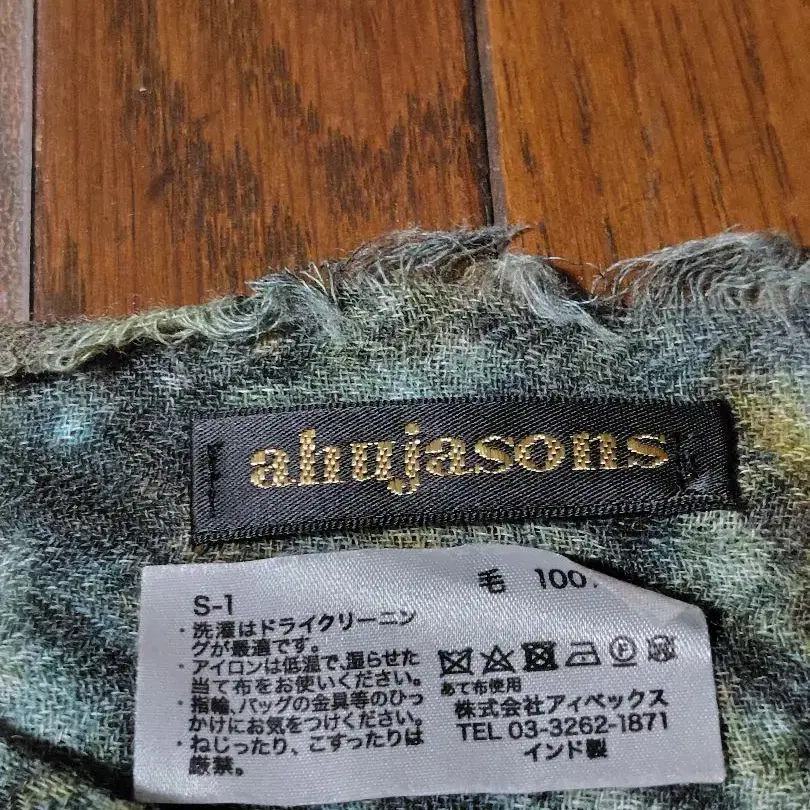 ahujasons
毛 100
S-1
・洗濯はドライクリーニン
グが最適です。
・アイロンは低温で、湿らせた
当て布をお使いください。
・指輪、バッグの金具等のひっ
かけにお気をつけください。
・ねじったり、こすったりは
厳禁。
あて布使用
株式会社アイベックス
TEL 03-3262-1871
インド製